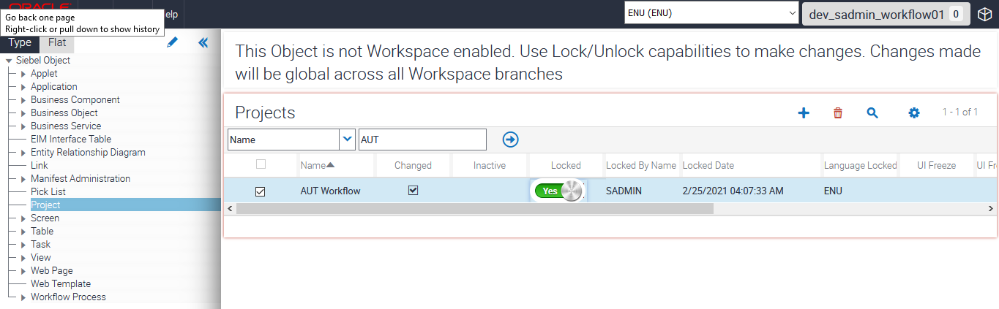 ORACLE
Help
Go back one page
Right-click or pull down to show history
ENU (ENU)
dev_sadmin_workflow01 0
Type Flat
Siebel Object
Applet
Application
Business Component
Business Object
Business Service
EIM Interface Table
Entity Relationship Diagram
Link
Manifest Administration
Pick List
Project
Screen
Table
Task
View
Web Page
Web Template
Workflow Process
This Object is not Workspace enabled. Use Lock/Unlock capabilities to make changes. Changes made
will be global across all Workspace branches
Projects
1 - 1 of 1
Name AUT
Name Changed Inactive Locked Locked By Name Locked Date Language Locked UI Freeze UI Fr
AUT Workflow Yes SADMIN 2/25/2021 04:07:33 AM ENU